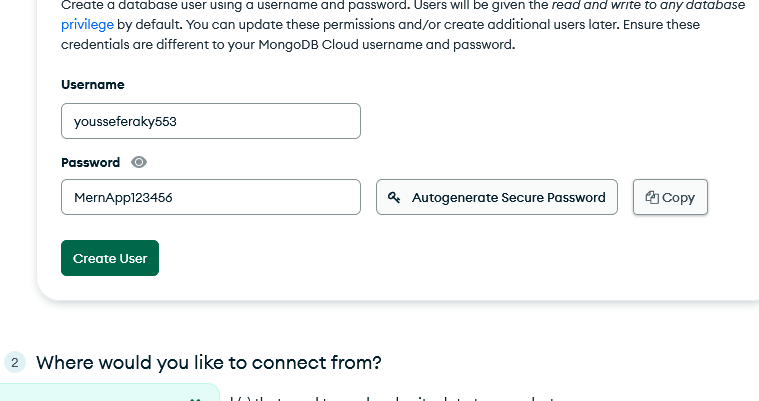 Create a database user using a username and password. Users will be given the read and write to any database
privilege by default. You can update these permissions and/or create additional users later. Ensure these
credentials are different to your MongoDB Cloud username and password.
Username
yousseferaky553
Password
MernApp123456
Autogenerate Secure Password
Copy
Create User
2 Where would you like to connect from?